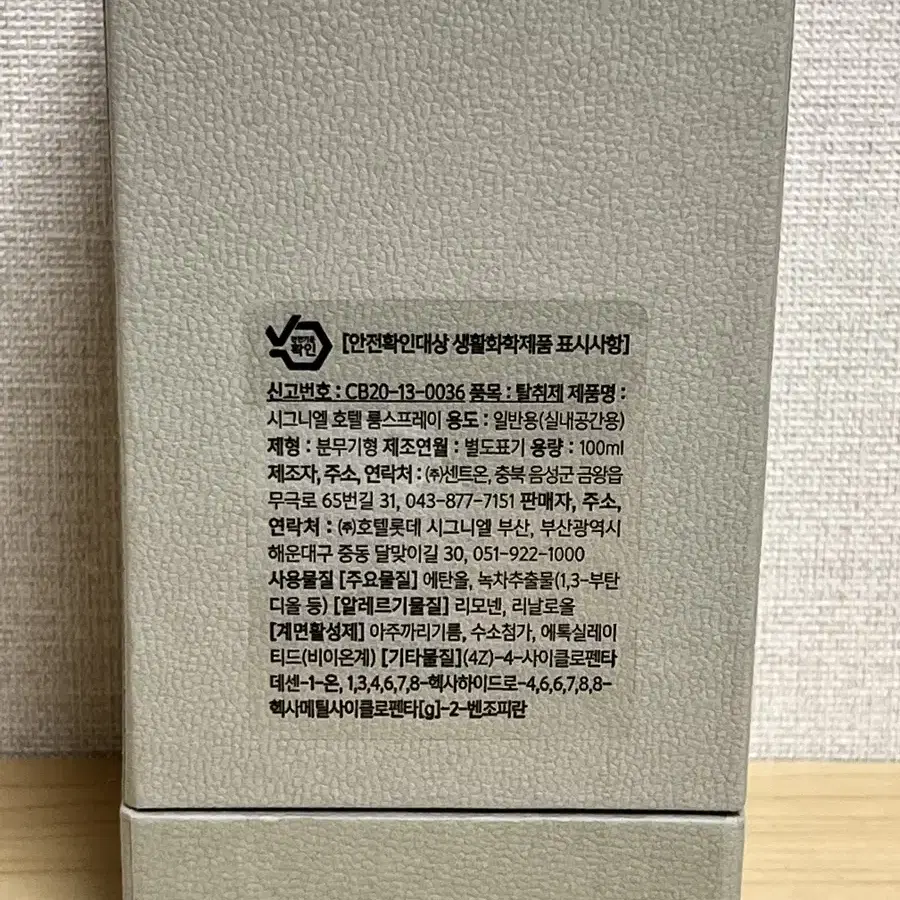 확인
[안전확인대상 생활화학제품 표시사항]
신고번호 : CB20-13-0036 품목 : 탈취제 제품명 :
시그니엘 호텔 룸스프레이 용도 : 일반용(실내공간용)
제형 : 분무기형 제조연월 : 별도표기 용량 : 100ml
제조자, 주소, 연락처 : ㈜센트온, 충북 음성군 금왕읍
무극로 65번길 31, 043-877-7151 판매자, 주소,
연락처 : ㈜호텔롯데 시그니엘 부산, 부산광역시
해운대구 중동 달맞이길 30, 051-922-1000
사용물질 [주요물질] 에탄올, 녹차추출물(1,3-부탄
디올 등) [알레르기물질] 리모넨, 리날로올
[계면활성제] 아주까리기름, 수소첨가, 에톡실레이
티드(비이온계) [기타물질](4Z)-4-사이클로펜타
데센-1-온, 1,3,4,6,7,8-헥사하이드로-4,6,6,7,8,8-
헥사메틸사이클로펜타[g]-2-벤조피란